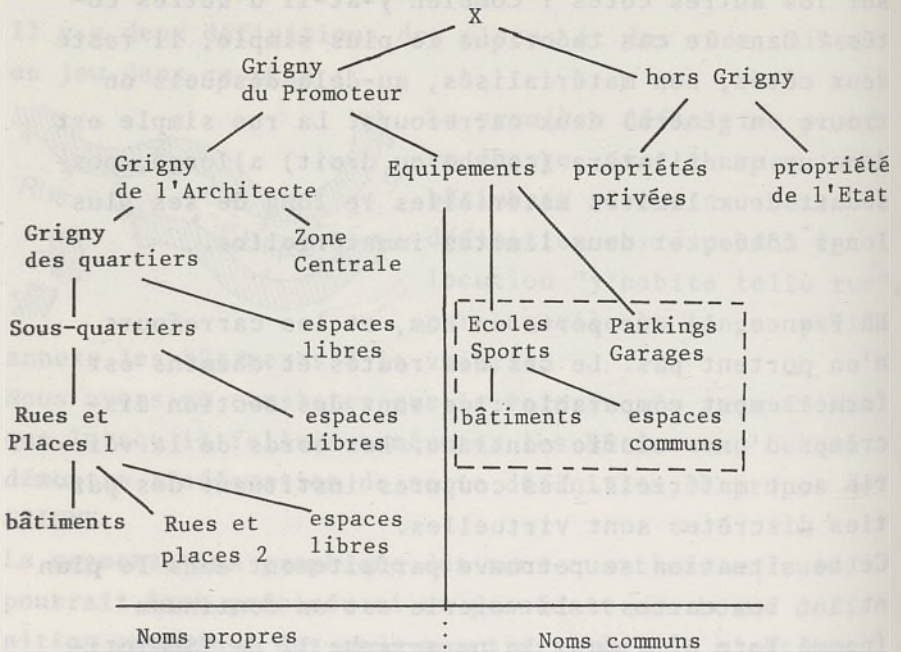 X
Grigny
du Promoteur
hors Grigny
Grigny
de l'Architecte
Equipements
propriétés
privées
propriété
de l'Etat
Grigny
des quartiers
Zone
Centrale
Sous-quartiers
espaces
libres
Ecoles
Sports
Parkings
Garages
Rues et
Places 1
espaces
libres
bâtiments
espaces
communs
bâtiments
Rues et
places 2
espaces
libres
Noms propres
Noms communs